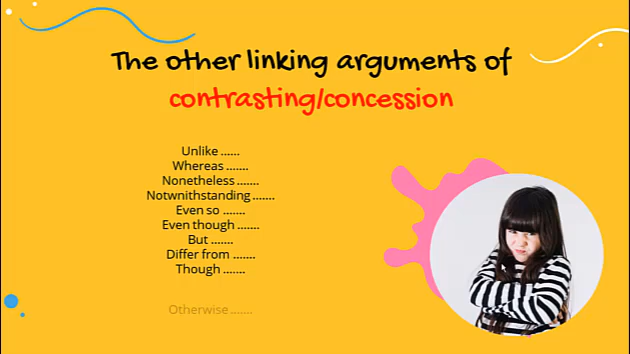 The other linking arguments of
contrasting/concession
Unlike ......
Whereas .......
Nonetheless .......
Notwnithstanding .......
Even so .......
Even though .......
But .......
Differ from .......
Though .......
Otherwise .......